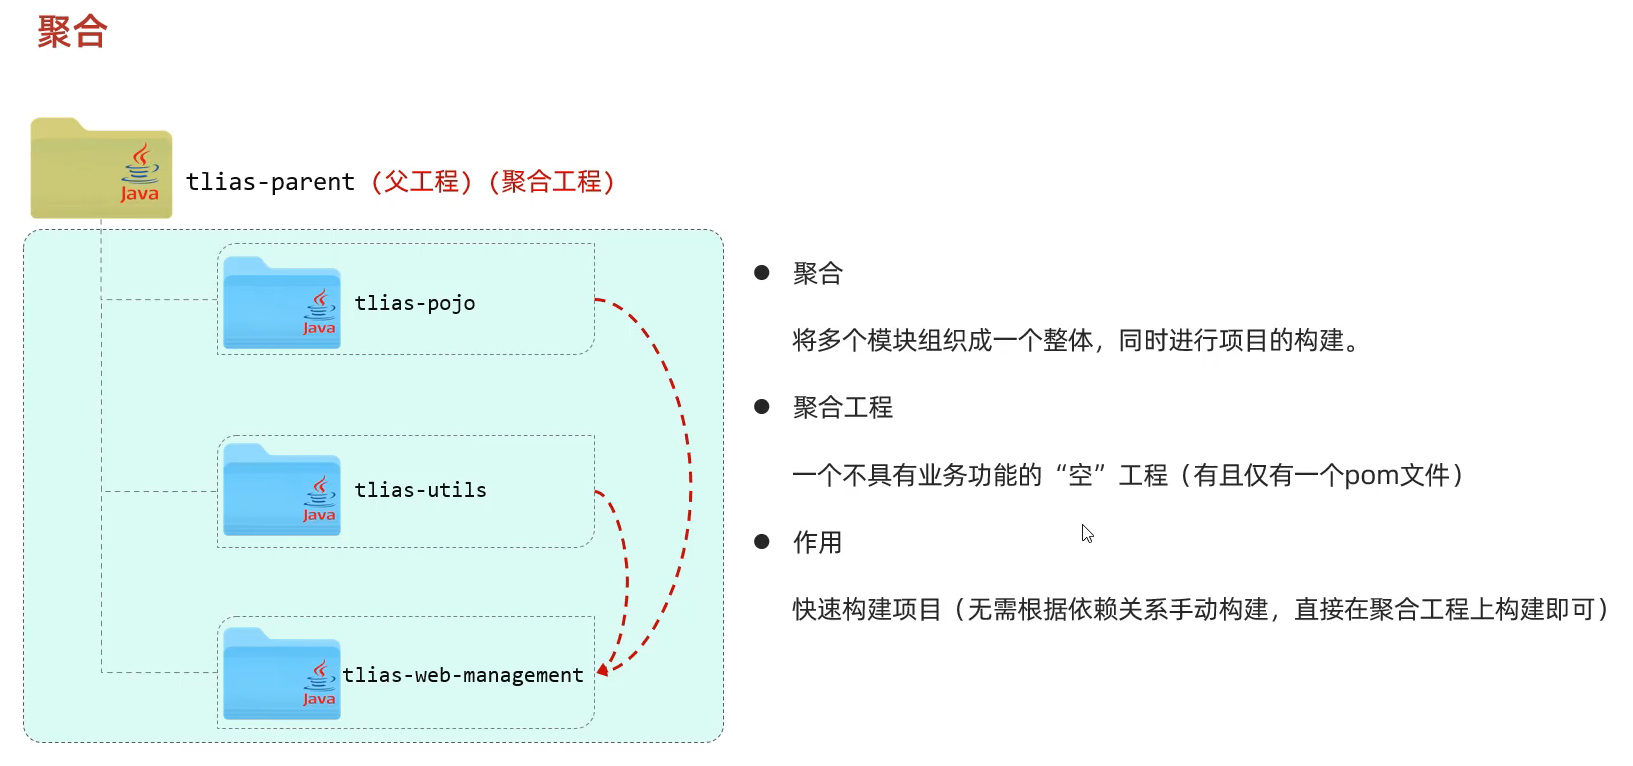 聚合
Java
tlias-parent（父工程）（聚合工程）
Java
tlias-pojo
Java
tlias-utils
Java
tlias-web-management
● 聚合
将多个模块组织成一个整体，同时进行项目的构建。
● 聚合工程
一个不具有业务功能的“空”工程（有且仅有一个pom文件）
● 作用
快速构建项目（无需根据依赖关系手动构建，直接在聚合工程上构建即可）